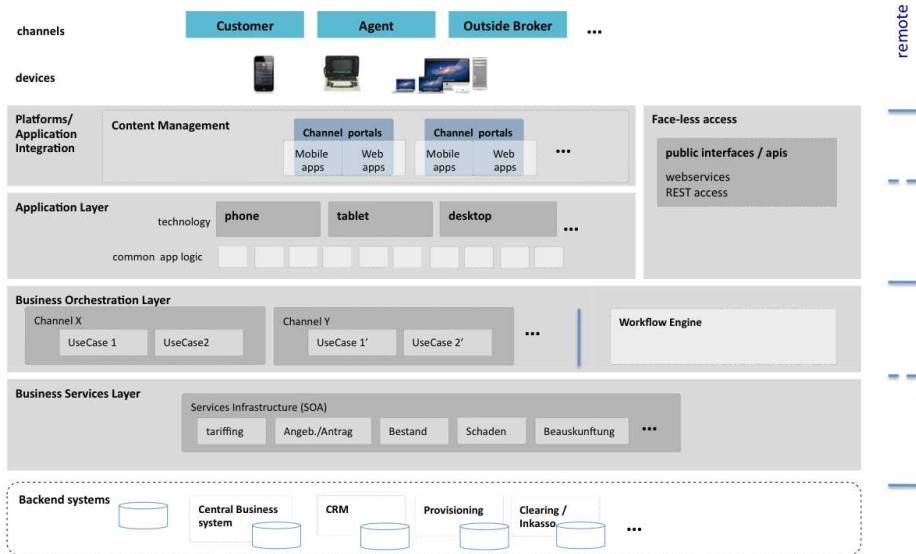 channels
Customer
Agent
Outside Broker
...
remote
devices
Platforms/
Application
Integration
Content Management
Channel portals
Mobile
apps
Web
apps
Channel portals
Mobile
apps
Web
apps
...
Face-less access
public interfaces / apis
webservices
REST access
Application Layer
technology
phone
tablet
desktop
...
common app logic
Business Orchestration Layer
Channel X
UseCase 1
UseCase2
Channel Y
UseCase 1’
UseCase 2’
...
Workflow Engine
Business Services Layer
Services Infrastructure (SOA)
tariffing
Angeb./Antrag
Bestand
Schaden
Beauskunftung
...
Backend systems
Central Business
system
CRM
Provisioning
Clearing /
Inkasso
...